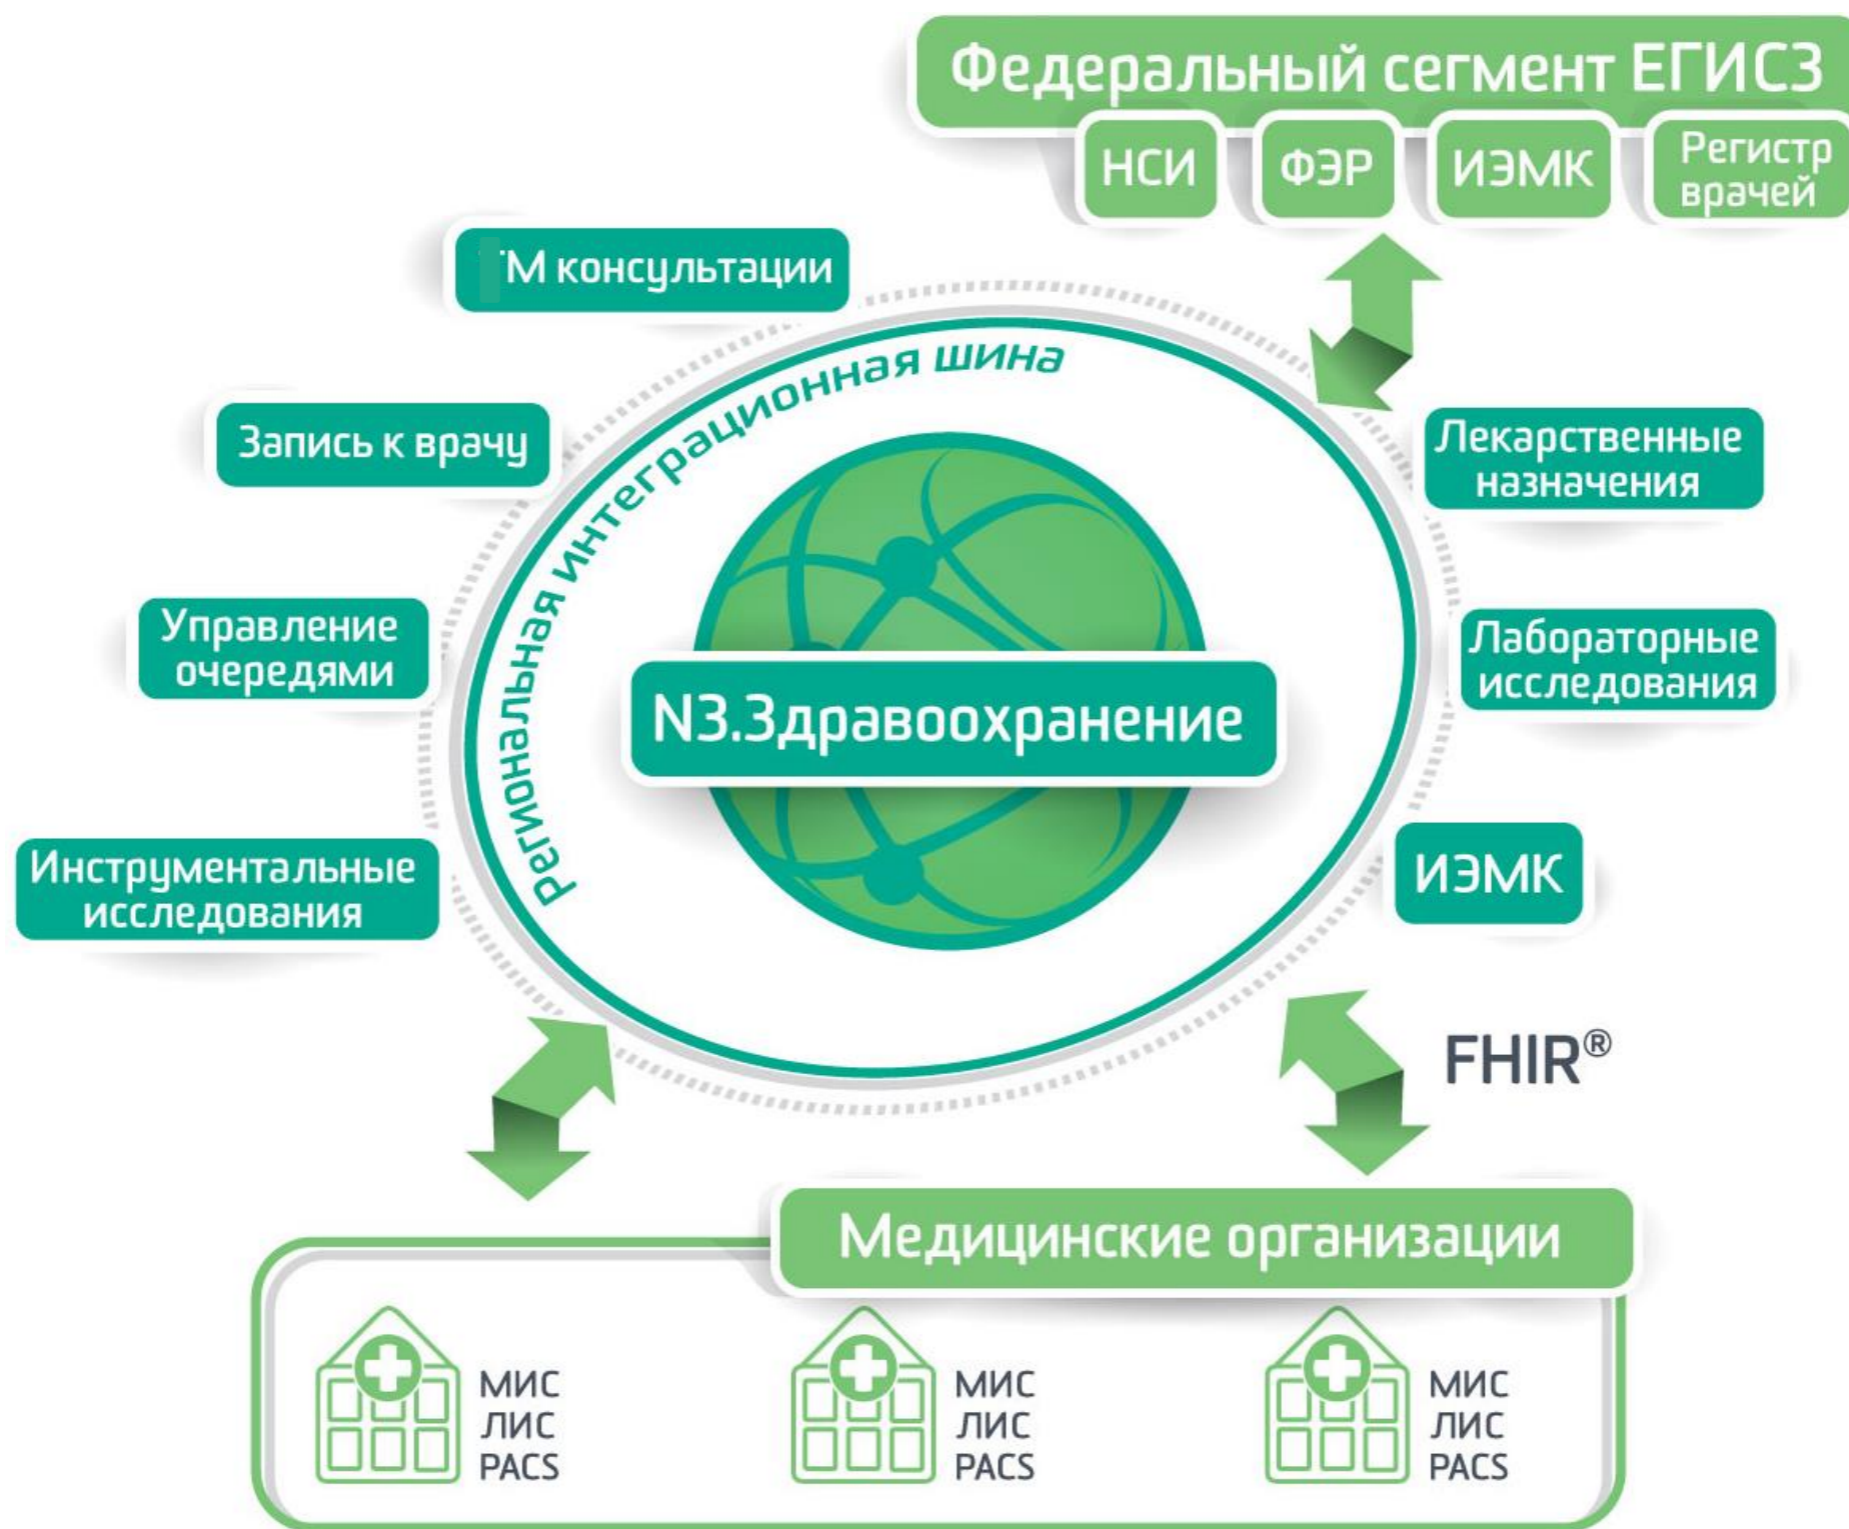 Федеральный сегмент ЕГИСЗ
НСИ
ФЭР
ИЭМК
Регистр
врачей
ТМ консультации
Региональная интеграционная шина
Запись к врачу
Лекарственные
назначения
Управление
очередями
Лабораторные
исследования
N3.Здравоохранение
Инструментальные
исследования
ИЭМК
FHIR®
Медицинские организации
МИС
ЛИС
PACS
МИС
ЛИС
PACS
МИС
ЛИС
PACS